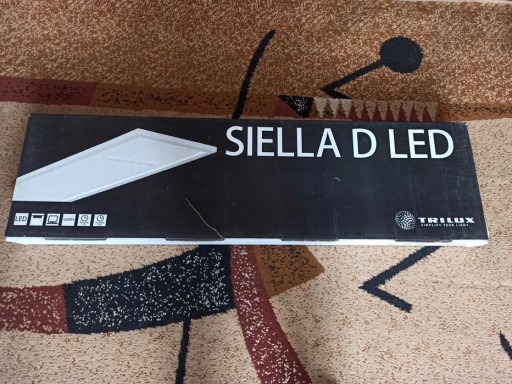 SIELLA D LED
LED
TRILUX
SIMPLIFY YOUR LIGHT